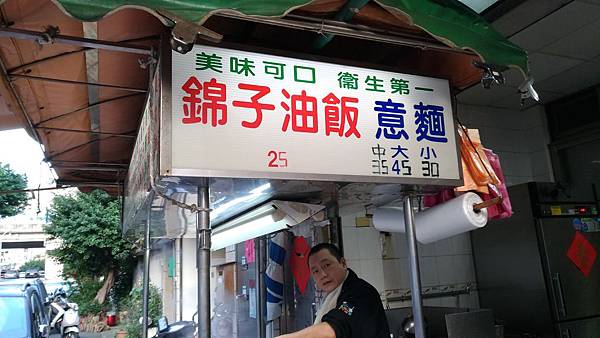 美味可口 衛生第一
錦子油飯 意麵
中大小
25 35 45 30